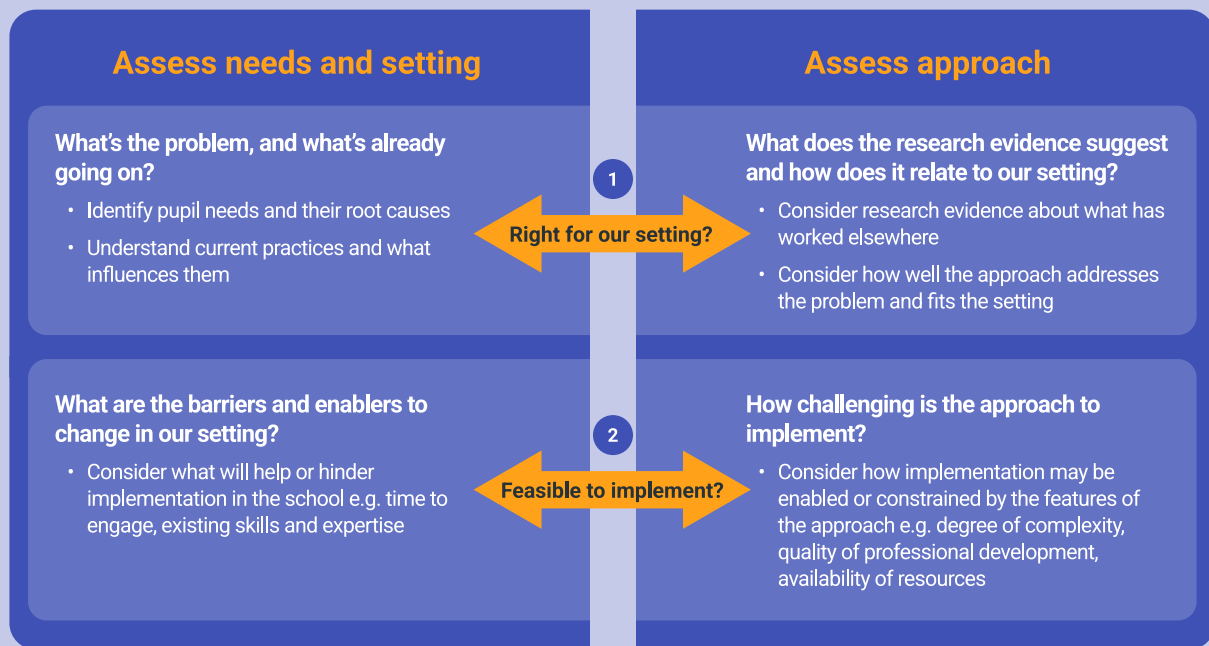 Assess needs and setting
Assess approach
What's the problem, and what's already
going on?
• Identify pupil needs and their root causes
• Understand current practices and what
influences them
1
Right for our setting?
What does the research evidence suggest
and how does it relate to our setting?
• Consider research evidence about what has
worked elsewhere
• Consider how well the approach addresses
the problem and fits the setting
What are the barriers and enablers to
change in our setting?
• Consider what will help or hinder
implementation in the school e.g. time to
engage, existing skills and expertise
2
Feasible to implement?
How challenging is the approach to
implement?
• Consider how implementation may be
enabled or constrained by the features of
the approach e.g. degree of complexity,
quality of professional development,
availability of resources